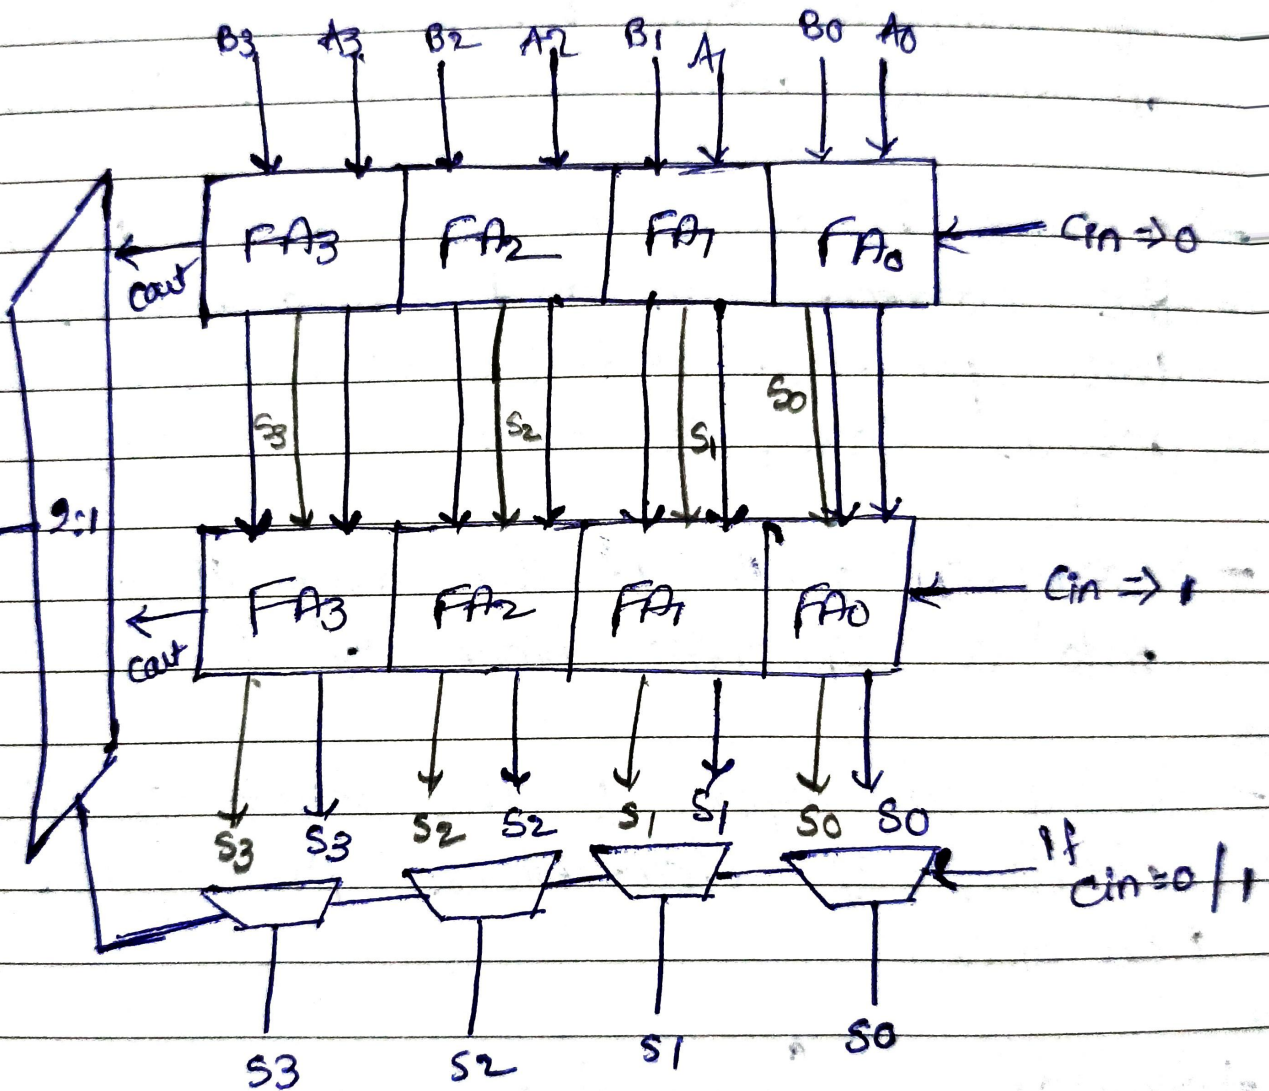 B3 A3 B2 A2 B1 A1 B0 A0
FA3 FA2 FA1 FA0 Cin => 0
cout
S3 S2 S1 S0
2:1
FA3 FA2 FA1 FA0 Cin => 1
cout
S3 S3 S2 S2 S1 S1 S0 S0
If
Cin=0/1
S3 S2 S1 S0